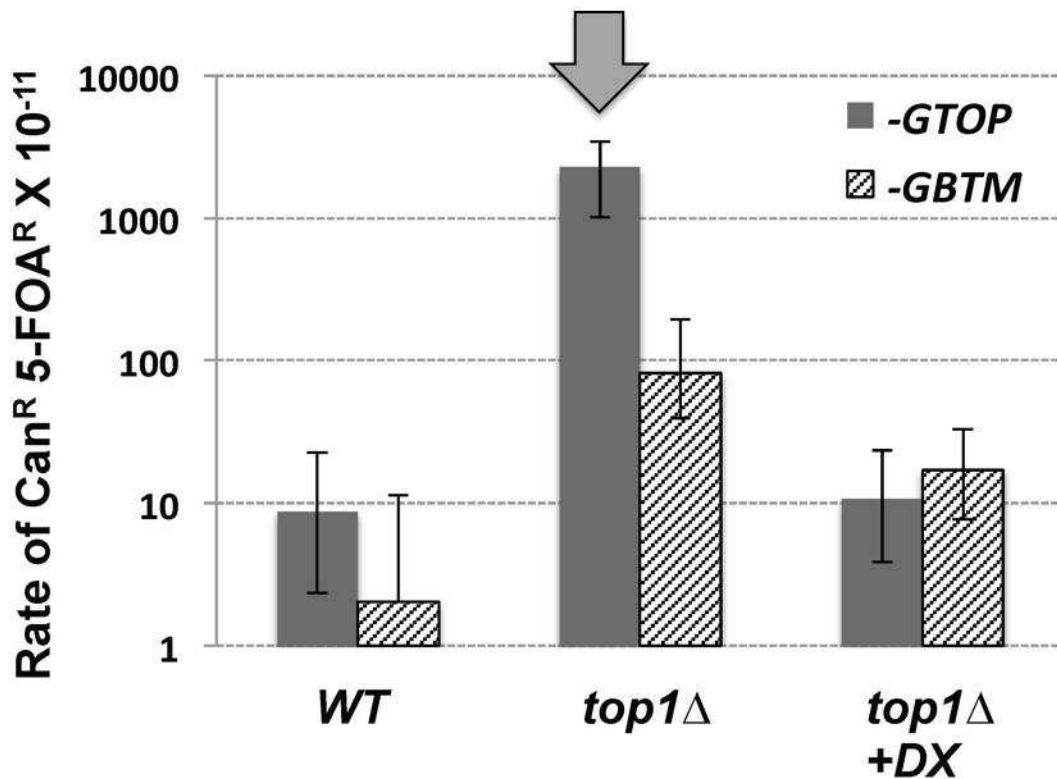 Rate of Can^R 5-FOA^R X 10^-11
10000
1000
100
10
1
-GTOP
-GBTM
WT
top1Δ
top1Δ
+DX